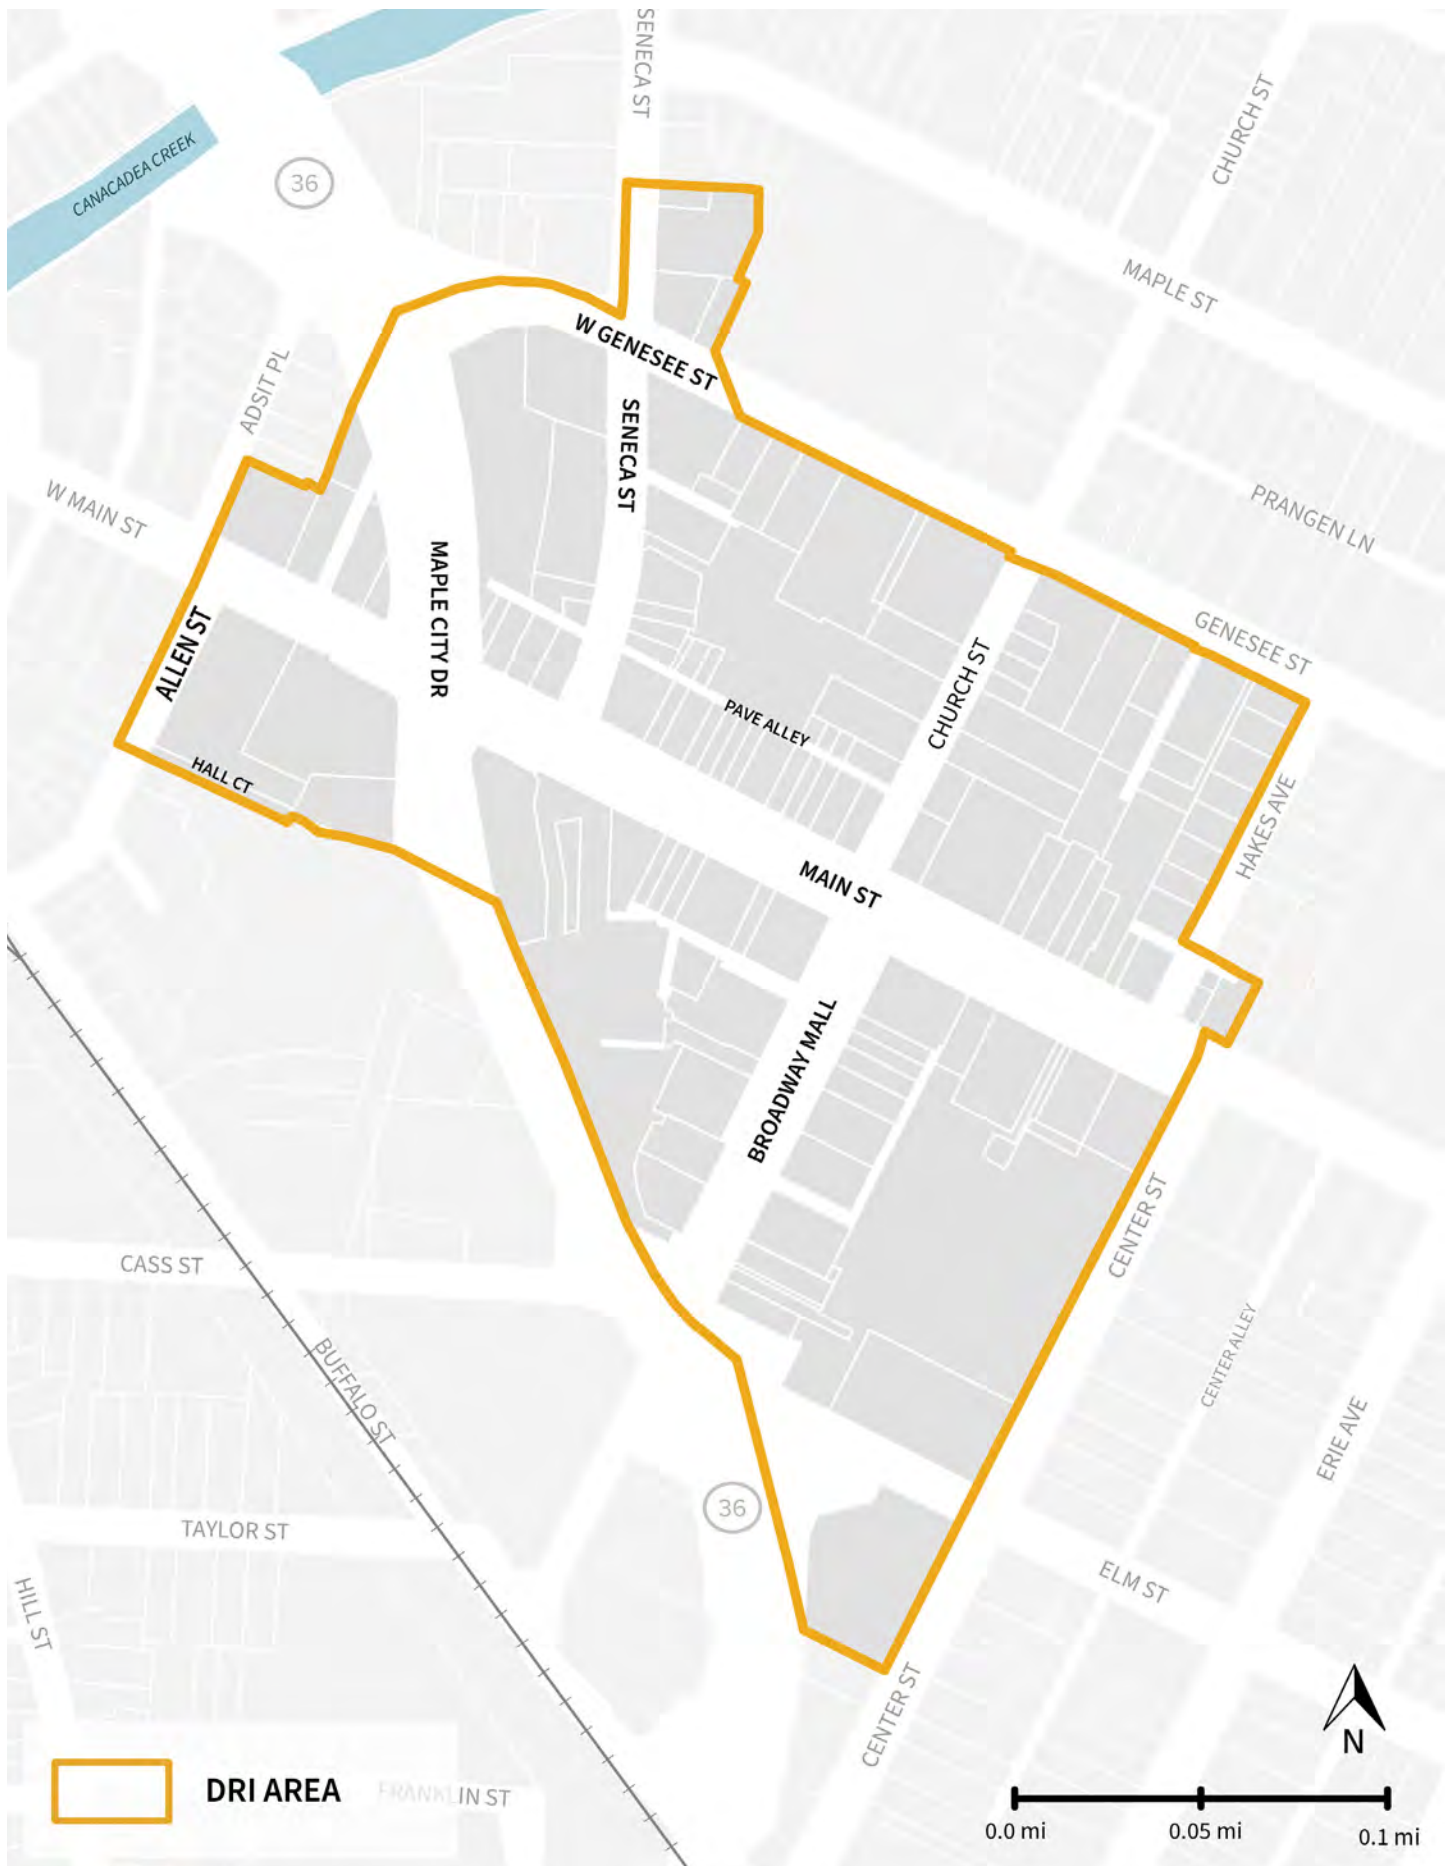 SENECA ST
CHURCH ST
CANACADEA CREEK
36
MAPLE ST
W GENESEE ST
ADSIT PL
SENECA ST
W MAIN ST
PRANGEN LN
MAPLE CITY DR
ALLEN ST
GENESEE ST
CHURCH ST
PAVE ALLEY
HALL CT
HAKES AVE
MAIN ST
BROADWAY MALL
CENTER ST
CASS ST
CENTER ALLEY
BUFFALO ST
ERIE AVE
36
TAYLOR ST
ELM ST
HILL ST
CENTER ST
N
DRI AREA
FRANKLIN ST
0.0 mi
0.05 mi
0.1 mi